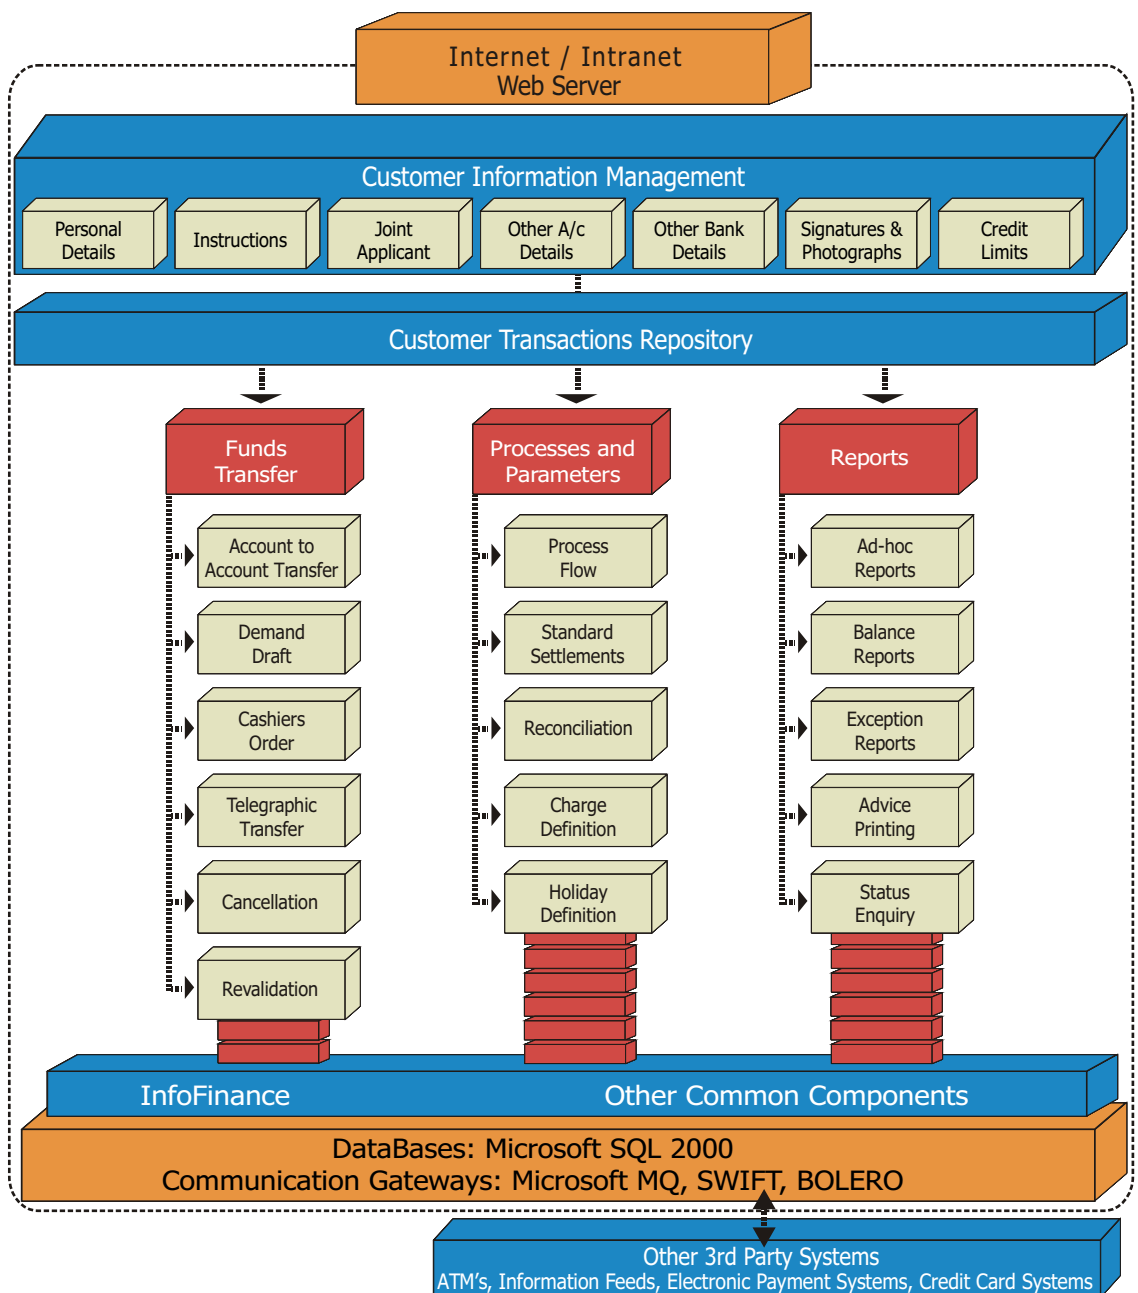 Internet / Intranet
Web Server
Customer Information Management
Personal
Details
Instructions
Joint
Applicant
Other A/c
Details
Other Bank
Details
Signatures &
Photographs
Credit
Limits
Customer Transactions Repository
Funds
Transfer
Account to
Account Transfer
Demand
Draft
Cashiers
Order
Telegraphic
Transfer
Cancellation
Revalidation
Processes and
Parameters
Process
Flow
Standard
Settlements
Reconciliation
Charge
Definition
Holiday
Definition
Reports
Ad-hoc
Reports
Balance
Reports
Exception
Reports
Advice
Printing
Status
Enquiry
InfoFinance
Other Common Components
DataBases: Microsoft SQL 2000
Communication Gateways: Microsoft MQ, SWIFT, BOLERO
Other 3rd Party Systems
ATM's, Information Feeds, Electronic Payment Systems, Credit Card Systems